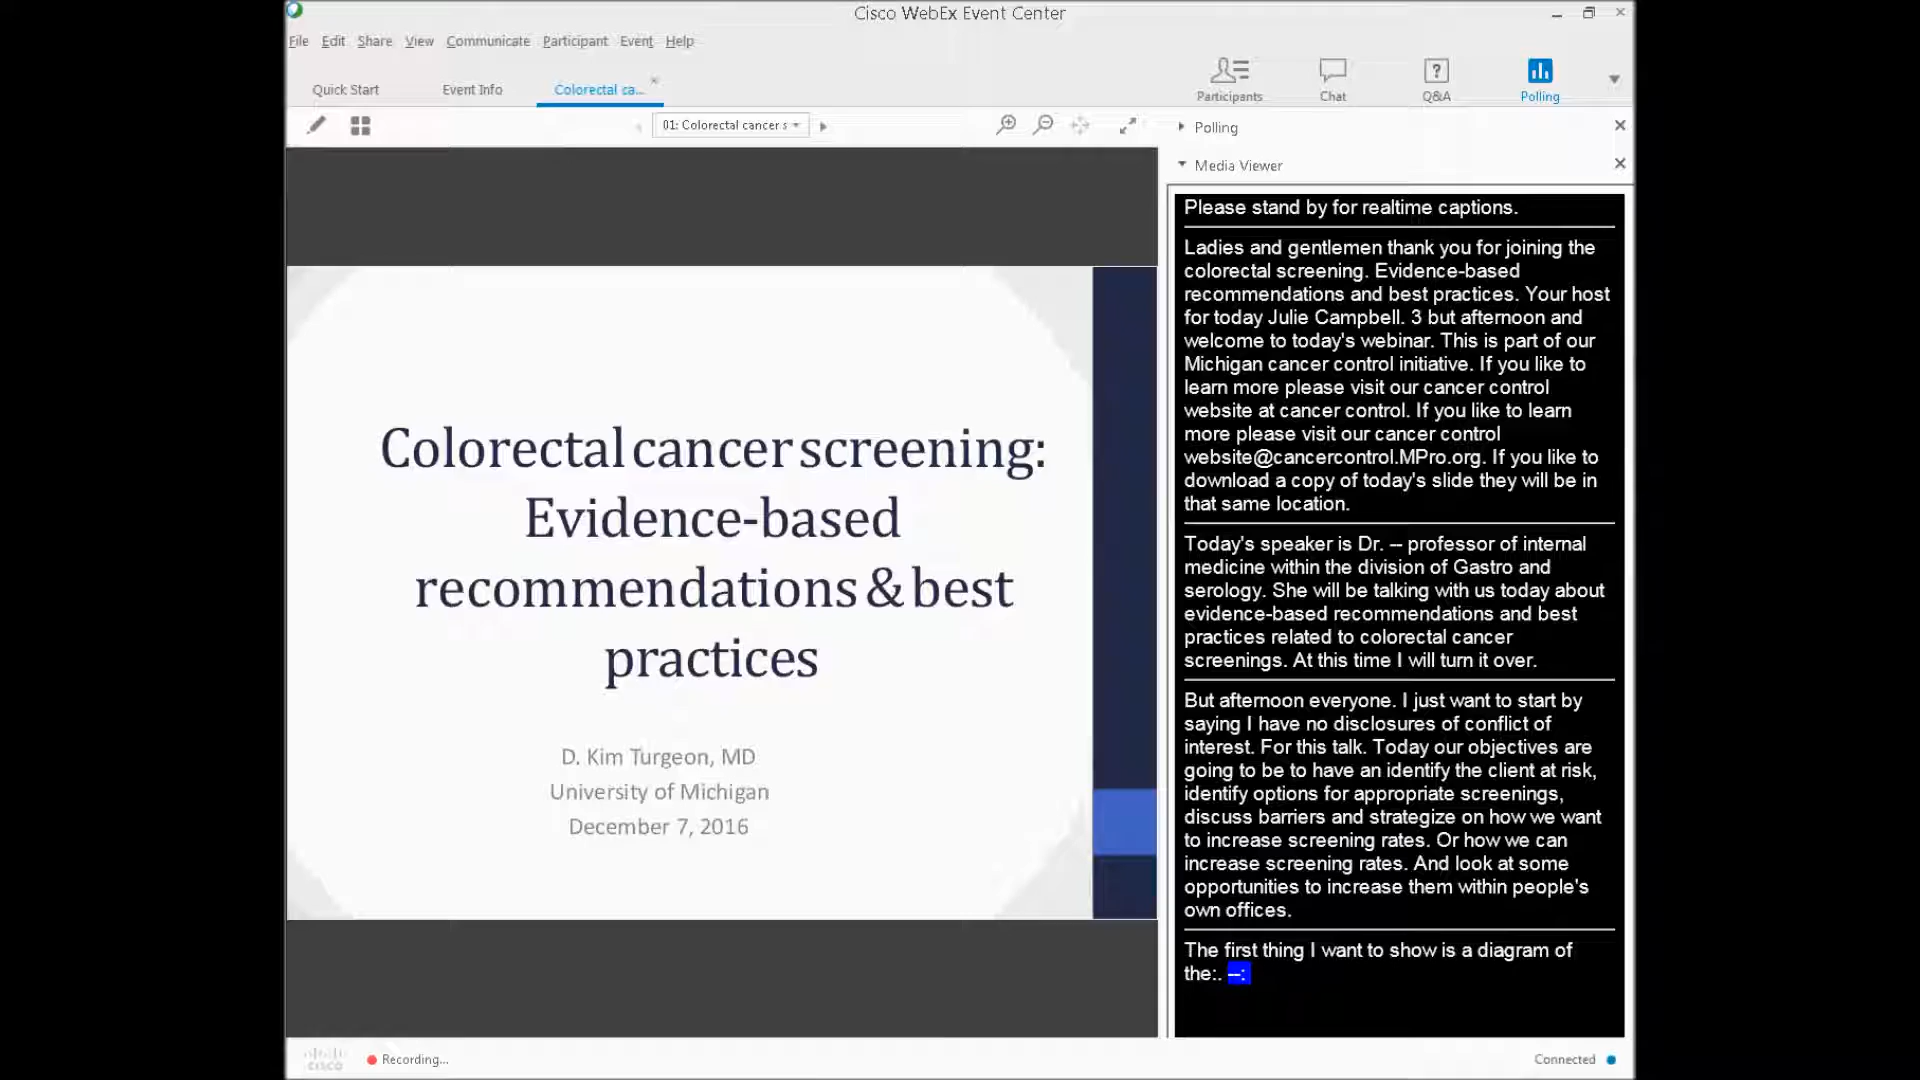 Cisco WebEx Event Center
File Edit Share View Communicate Participant Event Help
Quick Start
Event Info
Colorectal ca...
Participants
Chat
Q&A
Polling
01: Colorectal cancer s
Polling
Media Viewer
Colorectal cancer screening:
Evidence-based
recommendations & best
practices
D. Kim Turgeon, MD
University of Michigan
December 7, 2016
Please stand by for realtime captions.
Ladies and gentlemen thank you for joining the
colorectal screening. Evidence-based
recommendations and best practices. Your host
for today Julie Campbell. 3 but afternoon and
welcome to today's webinar. This is part of our
Michigan cancer control initiative. If you like to
learn more please visit our cancer control
website at cancer control. If you like to learn
more please visit our cancer control
website@cancercontrol.MPro.org. If you like to
download a copy of today's slide they will be in
that same location.
Today's speaker is Dr. -- professor of internal
medicine within the division of Gastro and
serology. She will be talking with us today about
evidence-based recommendations and best
practices related to colorectal cancer
screenings. At this time I will turn it over.
But afternoon everyone. I just want to start by
saying I have no disclosures of conflict of
interest. For this talk. Today our objectives are
going to be to have an identify the client at risk,
identify options for appropriate screenings,
discuss barriers and strategize on how we want
to increase screening rates. Or how we can
increase screening rates. And look at some
opportunities to increase them within people's
own offices.
The first thing I want to show is a diagram of
the:. --:
cisco
Recording...
Connected